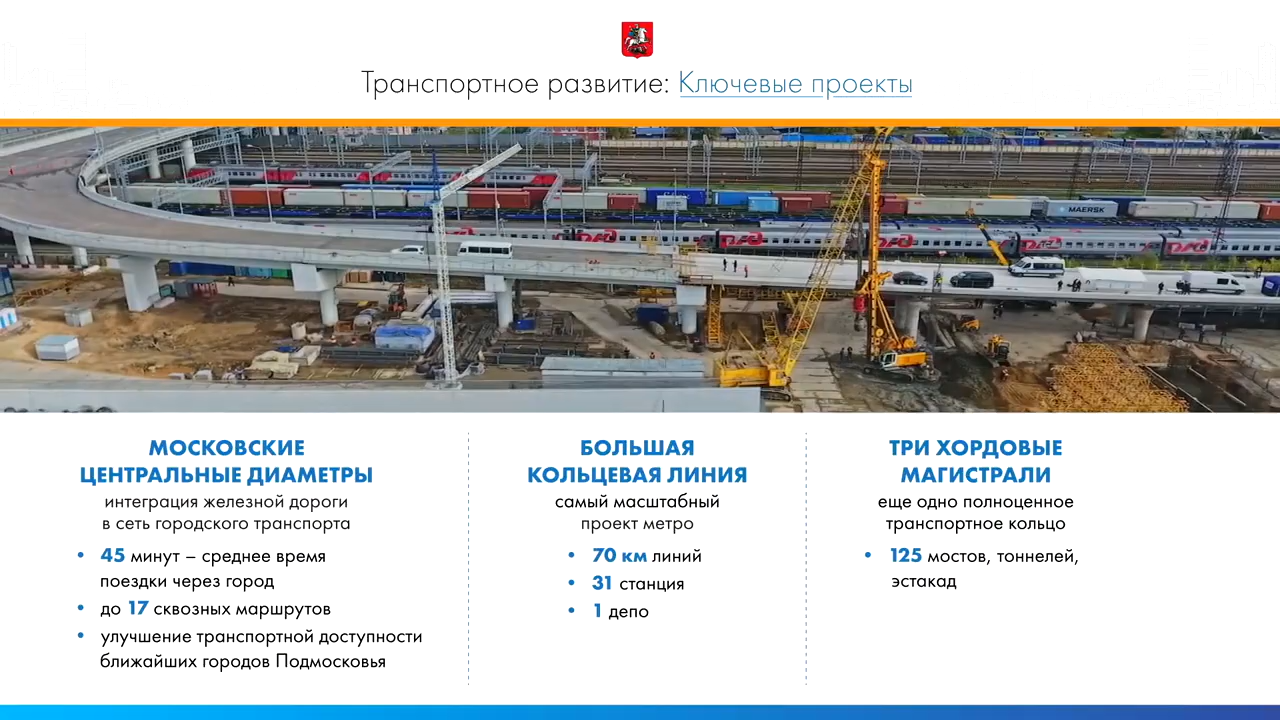 Транспортное развитие: Ключевые проекты
MAERSK
МОСКОВСКИЕ
ЦЕНТРАЛЬНЫЕ ДИАМЕТРЫ
интеграция железной дороги
в сеть городского транспорта
• 45 минут – среднее время
поездки через город
• до 17 сквозных маршрутов
• улучшение транспортной доступности
ближайших городов Подмосковья
БОЛЬШАЯ
КОЛЬЦЕВАЯ ЛИНИЯ
самый масштабный
проект метро
• 70 км линий
• 31 станция
• 1 депо
ТРИ ХОРДОВЫЕ
МАГИСТРАЛИ
еще одно полноценное
транспортное кольцо
• 125 мостов, тоннелей,
эстакад